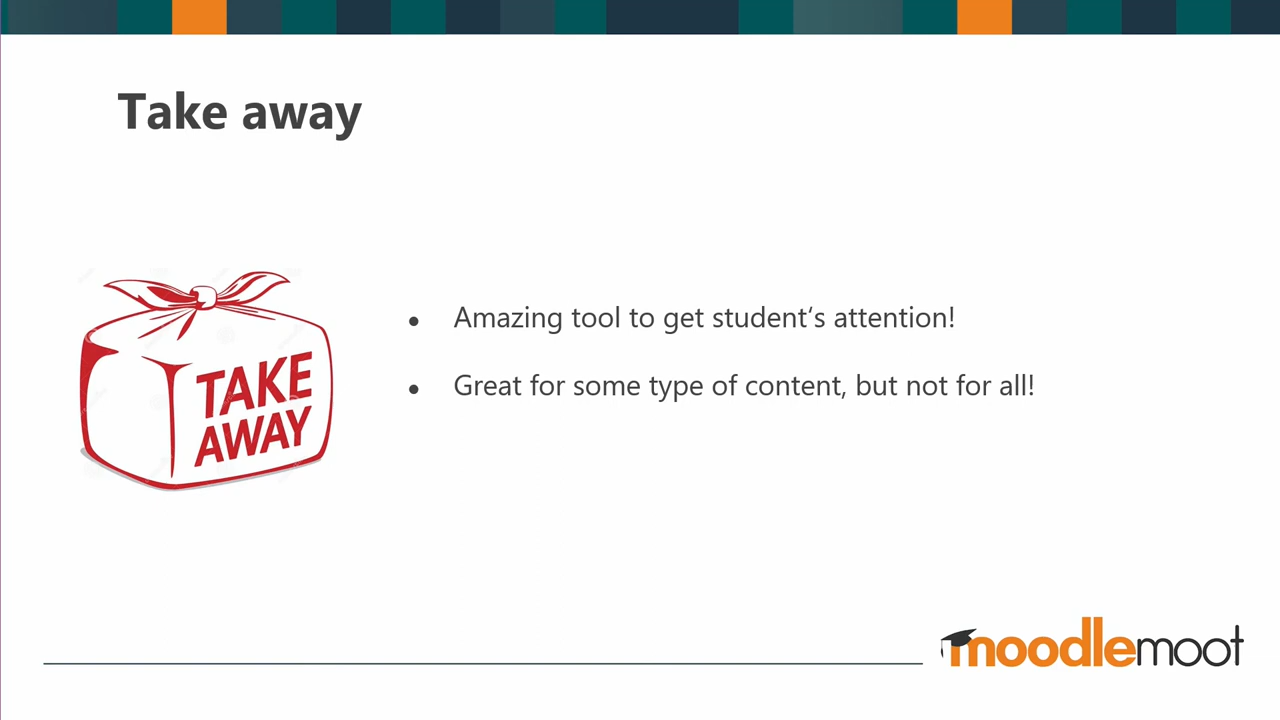 Take away
TAKE
AWAY
● Amazing tool to get student‘s attention!
● Great for some type of content, but not for all!
moodlemoot